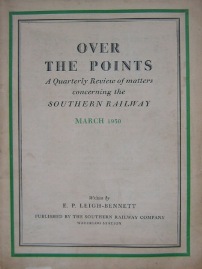 OVER
THE POINTS
A Quarterly Review of matters
concerning the
SOUTHERN RAILWAY
MARCH 1930
Written by
E. P. LEIGH-BENNETT
PUBLISHED BY THE SOUTHERN RAILWAY COMPANY
WATERLOO STATION